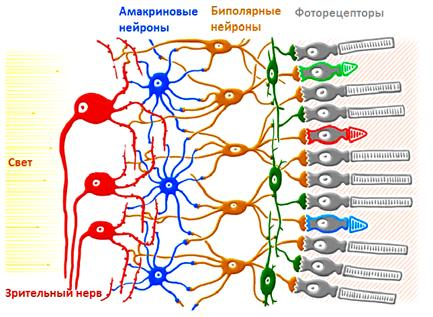 Амакриновые
нейроны
Биполярные
нейроны
Фоторецепторы
Свет
Зрительный нерв